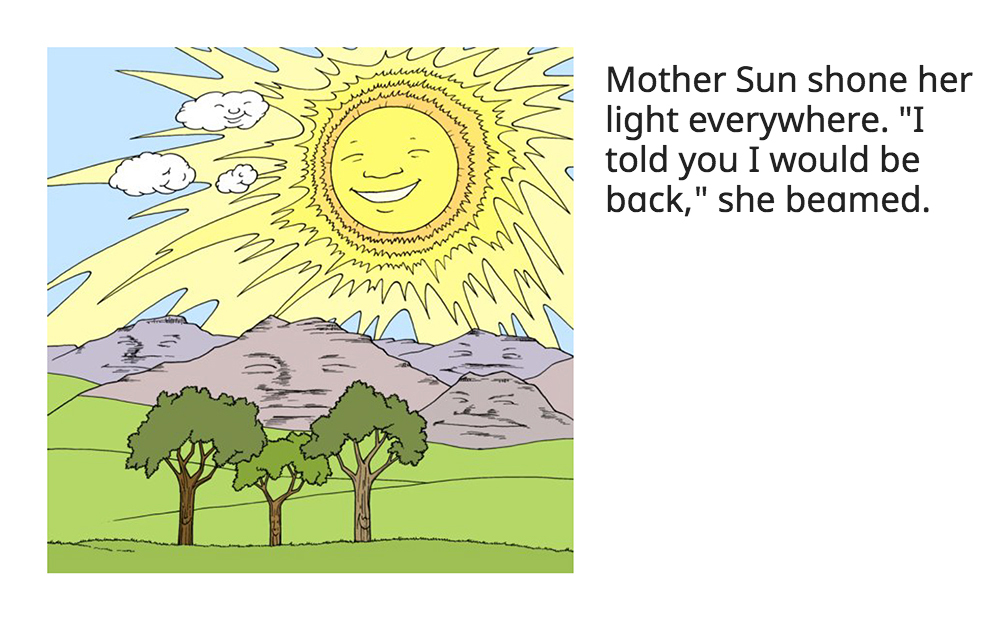 Mother Sun shone her
light everywhere. "I
told you I would be
back," she beamed.